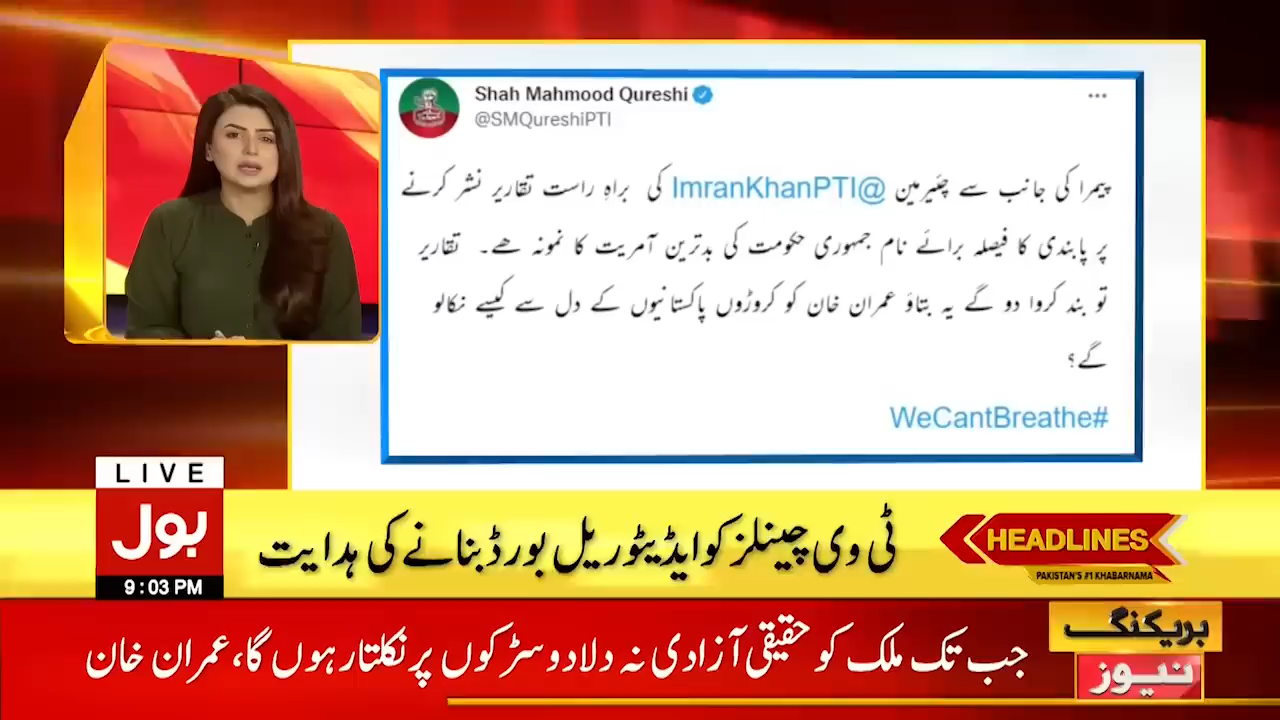 Shah Mahmood Qureshi
@SMQureshiPTI
پیمرا کی جانب سے چئیرمین @ImranKhanPTI کی براہِ راست تقاریر نشر کرنے
پر پابندی کا فیصلہ برائے نام جمہوری حکومت کی بدترین آمریت کا نمونہ ھے۔ تقاریر
تو بند کروا دو گے یہ بتاؤ عمران خان کو کروڑوں پاکستانیوں کے دل سے کیسے نکالو
گے؟
#WeCantBreathe
LIVE
بول
9:03 PM
ٹی وی چینلز کو ایڈیٹوریل بورڈ بنانے کی ہدایت
HEADLINES
PAKISTAN'S #1 KHABARNAMA
بریکنگ
نیوز
جب تک ملک کو حقیقی آزادی نہ دلا دو سڑکوں پر نکلتا رہوں گا، عمران خان